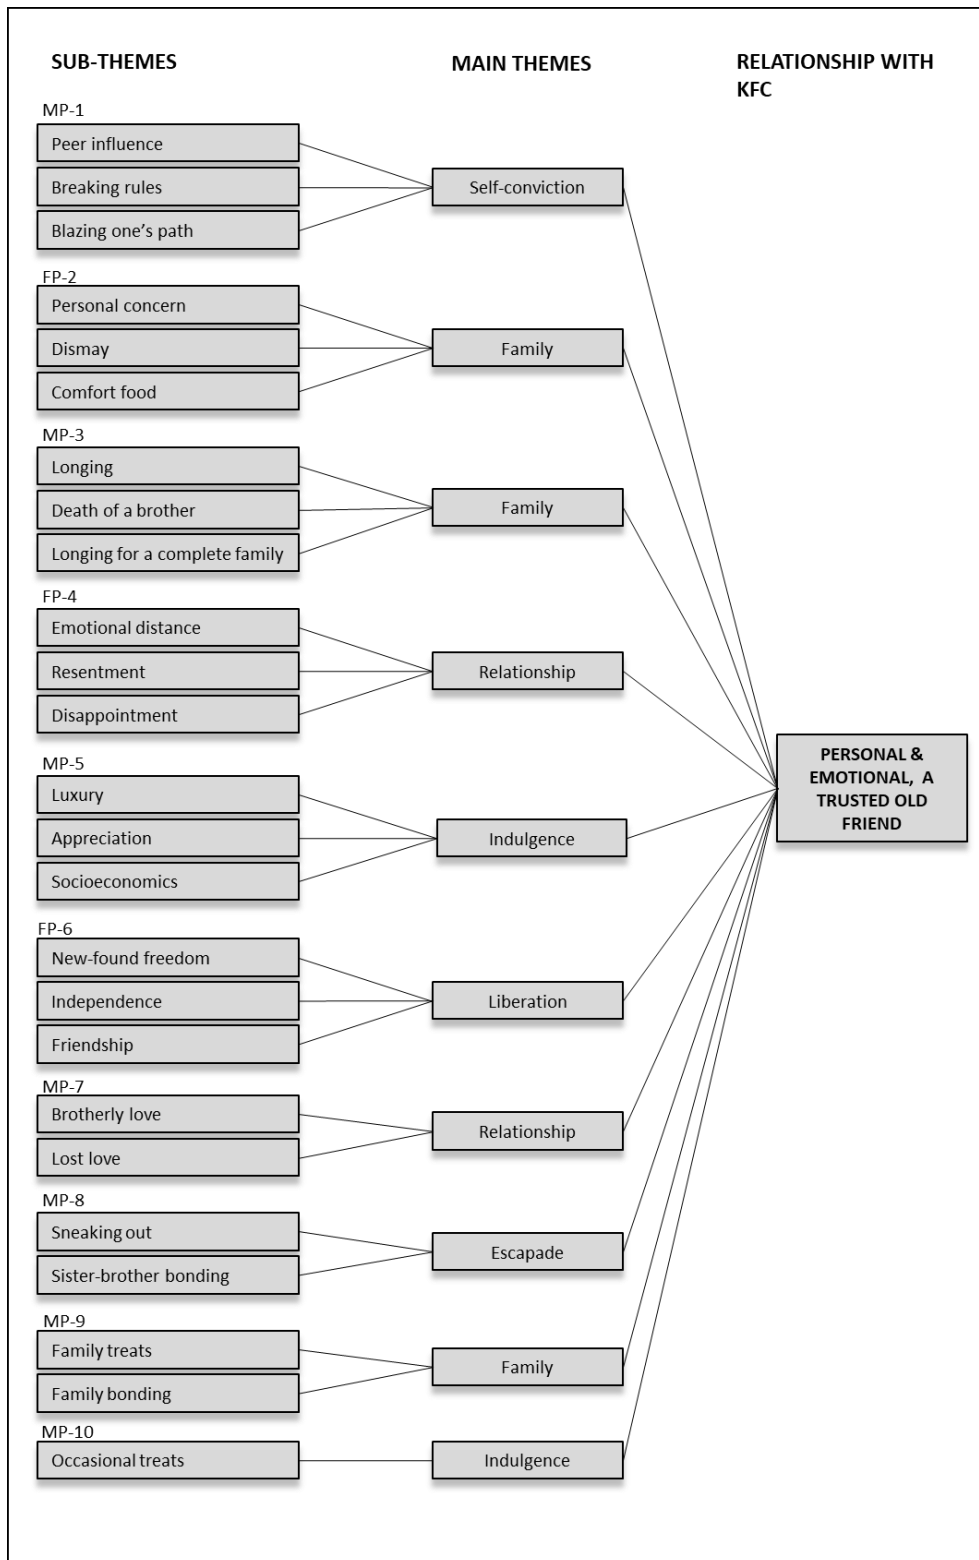 SUB-THEMES
MAIN THEMES
RELATIONSHIP WITH
KFC
MP-1
Peer influence
Breaking rules
Blazing one's path
Self-conviction
FP-2
Personal concern
Dismay
Comfort food
Family
MP-3
Longing
Death of a brother
Longing for a complete family
Family
FP-4
Emotional distance
Resentment
Disappointment
Relationship
MP-5
Luxury
Appreciation
Socioeconomics
Indulgence
FP-6
New-found freedom
Independence
Friendship
Liberation
MP-7
Brotherly love
Lost love
Relationship
MP-8
Sneaking out
Sister-brother bonding
Escapade
MP-9
Family treats
Family bonding
Family
MP-10
Occasional treats
Indulgence
PERSONAL &
EMOTIONAL, A
TRUSTED OLD
FRIEND